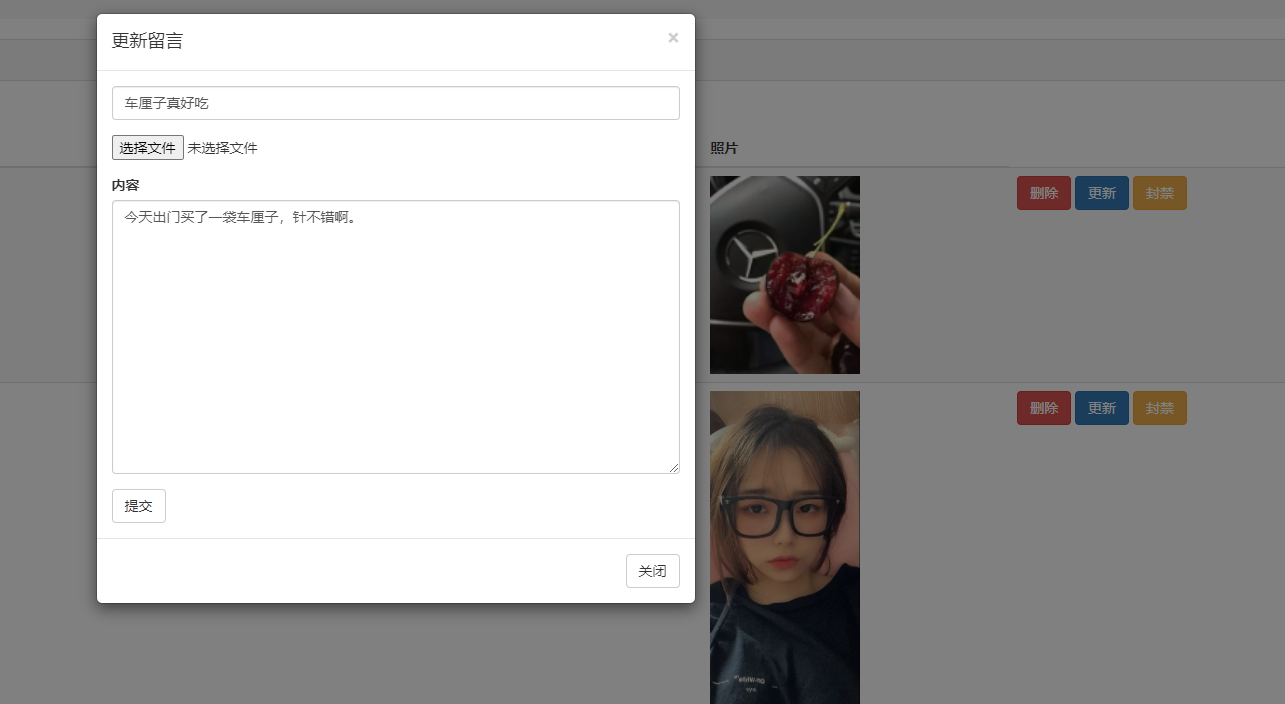 更新留言
×
车厘子真好吃
选择文件 未选择文件
内容
今天出门买了一袋车厘子，针不错啊。
提交
关闭
照片
删除 更新 封禁
删除 更新 封禁